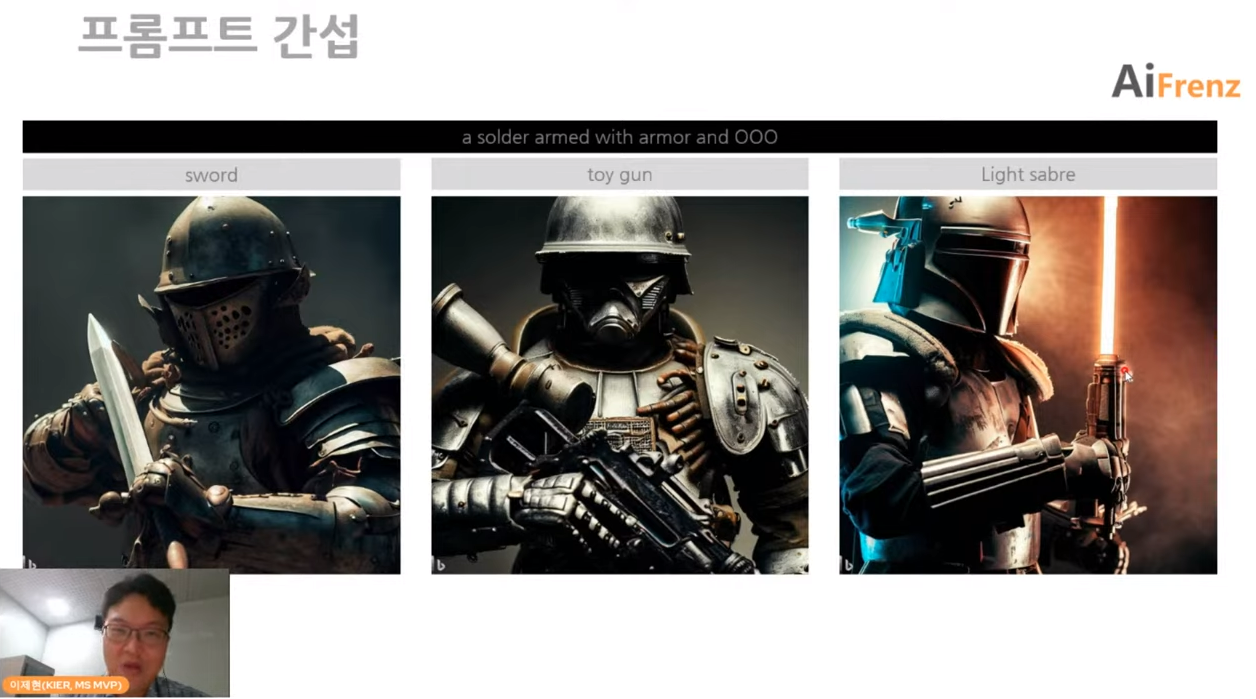 프롬프트 간섭
AiFrenz
a solder armed with armor and OOO
sword
toy gun
Light sabre
b
b
b
이제현(KIER, MS MVP)